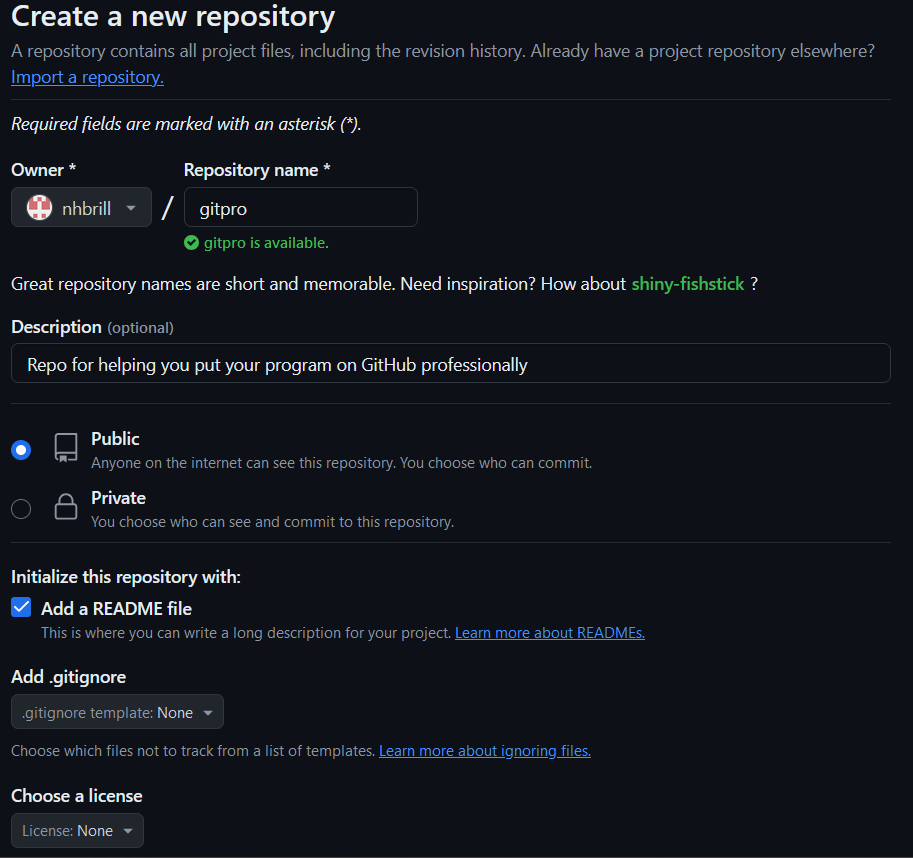 Create a new repository
A repository contains all project files, including the revision history. Already have a project repository elsewhere?
Import a repository.
Required fields are marked with an asterisk (*).
Owner *
Repository name *
nhbrill
/
gitpro
gitpro is available.
Great repository names are short and memorable. Need inspiration? How about shiny-fishstick ?
Description (optional)
Repo for helping you put your program on GitHub professionally
Public
Anyone on the internet can see this repository. You choose who can commit.
Private
You choose who can see and commit to this repository.
Initialize this repository with:
Add a README file
This is where you can write a long description for your project. Learn more about READMEs.
Add .gitignore
.gitignore template: None
Choose which files not to track from a list of templates. Learn more about ignoring files.
Choose a license
License: None